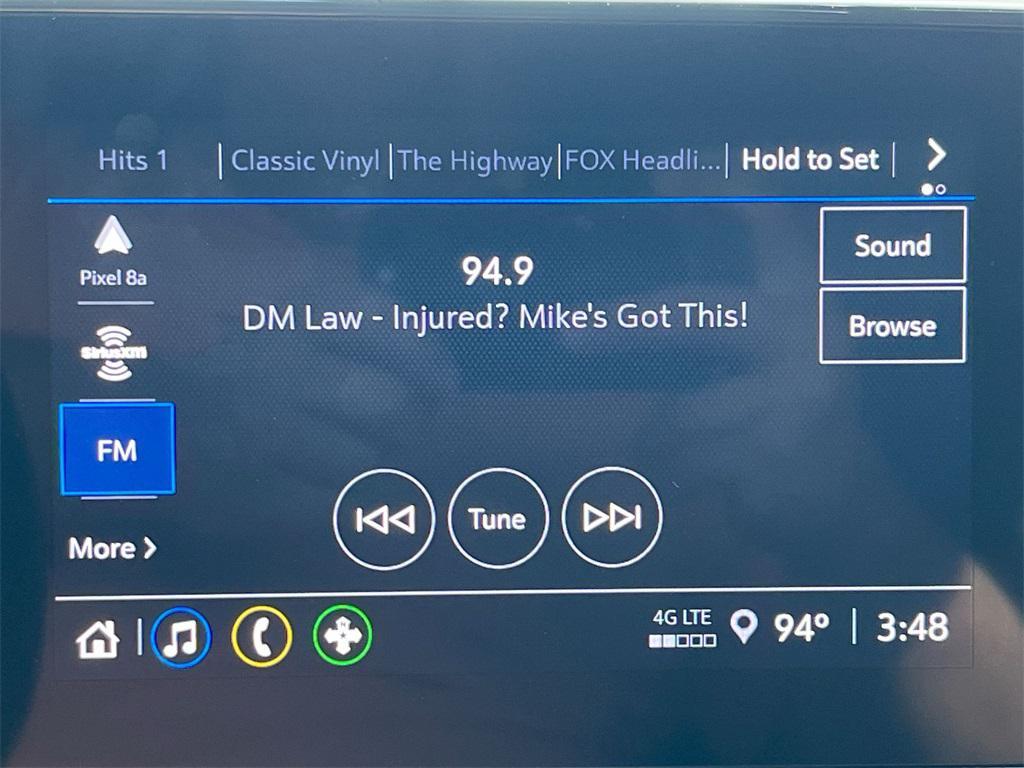 Hits 1 | Classic Vinyl | The Highway | FOX Headli... | Hold to Set |
Pixel 8a
SiriusXM
FM
More
94.9
DM Law - Injured? Mike's Got This!
Sound
Browse
Tune
4G LTE
94° | 3:48